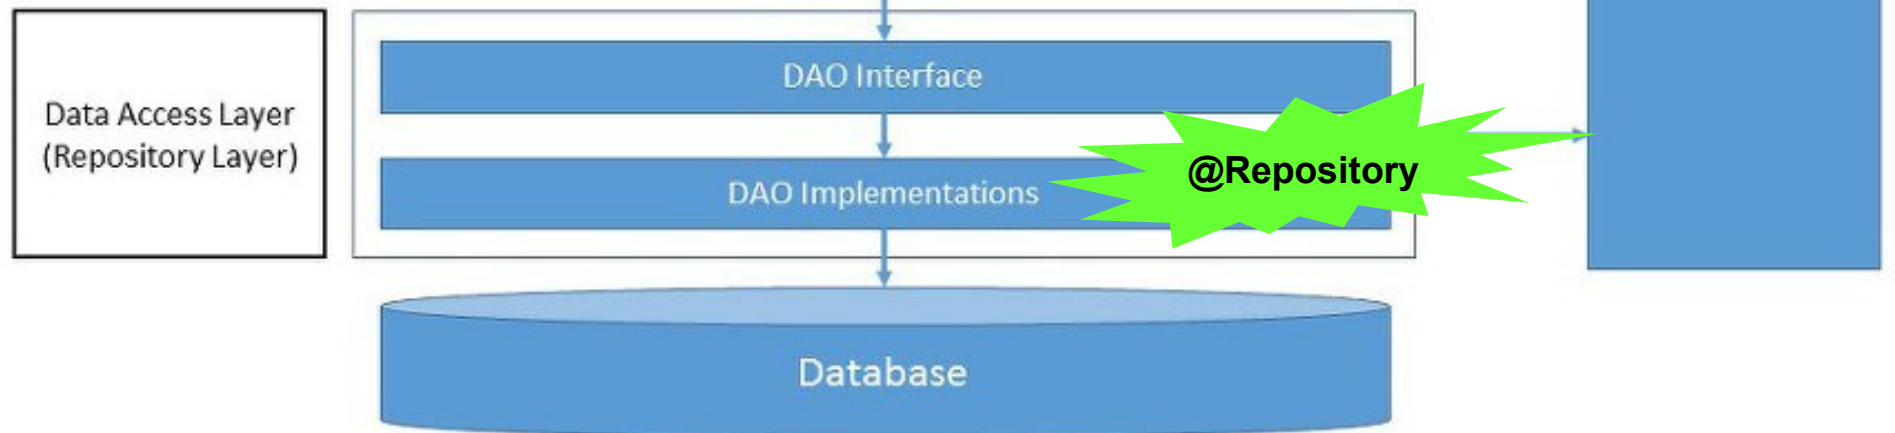 Data Access Layer
(Repository Layer)
DAO Interface
DAO Implementations
@Repository
Database